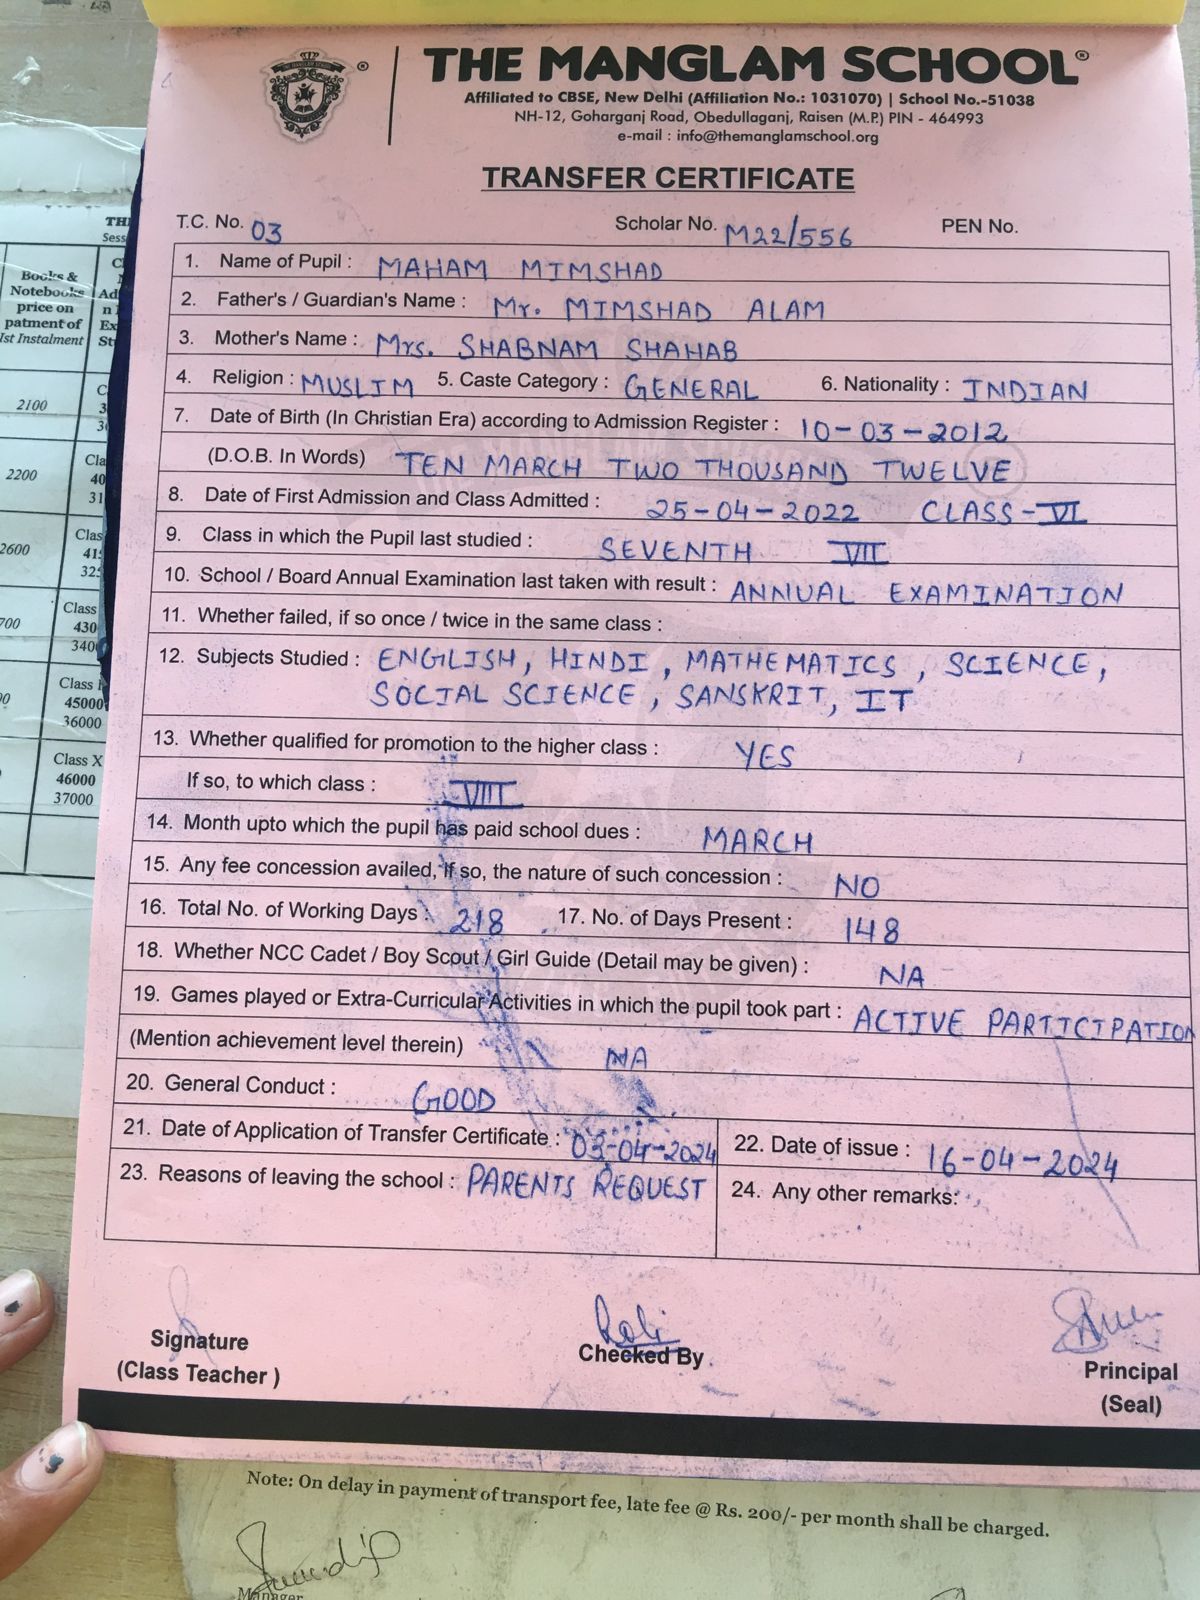 THE MANGLAM SCHOOL®
Affiliated to CBSE, New Delhi (Affiliation No.: 1031070) | School No.-51038
NH-12, Goharganj Road, Obedullaganj, Raisen (M.P.) PIN - 464993
e-mail : info@themanglamschool.org
TRANSFER CERTIFICATE
T.C. No. 03 Scholar No. M22/556 PEN No.
1. Name of Pupil : MAHAM MIMSHAD
2. Father's / Guardian's Name : Mr. MIMSHAD ALAM
3. Mother's Name : Mrs. SHABNAM SHAHAB
4. Religion : MUSLIM 5. Caste Category : GENERAL 6. Nationality : INDIAN
7. Date of Birth (In Christian Era) according to Admission Register : 10-03-2012
(D.O.B. In Words) TEN MARCH TWO THOUSAND TWELVE
8. Date of First Admission and Class Admitted : 25-04-2022 CLASS-VI
9. Class in which the Pupil last studied : SEVENTH VII
10. School / Board Annual Examination last taken with result : ANNUAL EXAMINATION
11. Whether failed, if so once / twice in the same class :
12. Subjects Studied : ENGLISH, HINDI, MATHEMATICS, SCIENCE,
SOCIAL SCIENCE, SANSKRIT, IT
13. Whether qualified for promotion to the higher class : YES
If so, to which class : VIII
14. Month upto which the pupil has paid school dues : MARCH
15. Any fee concession availed, If so, the nature of such concession : NO
16. Total No. of Working Days : 218 17. No. of Days Present : 148
18. Whether NCC Cadet / Boy Scout / Girl Guide (Detail may be given) : NA
19. Games played or Extra-Curricular Activities in which the pupil took part : ACTIVE PARTICIPATION
(Mention achievement level therein) NA
20. General Conduct : GOOD
21. Date of Application of Transfer Certificate : 03-04-2024 22. Date of issue : 16-04-2024
23. Reasons of leaving the school : PARENTS REQUEST 24. Any other remarks:
Signature
(Class Teacher )
Checked By
Principal
(Seal)
Books &
Notebooks
price on
patment of
Ist Instalment
2100
2200
2600
Class X
46000
37000
45000
36000
Note: On delay in payment of transport fee, late fee @ Rs. 200/- per month shall be charged.
Manager